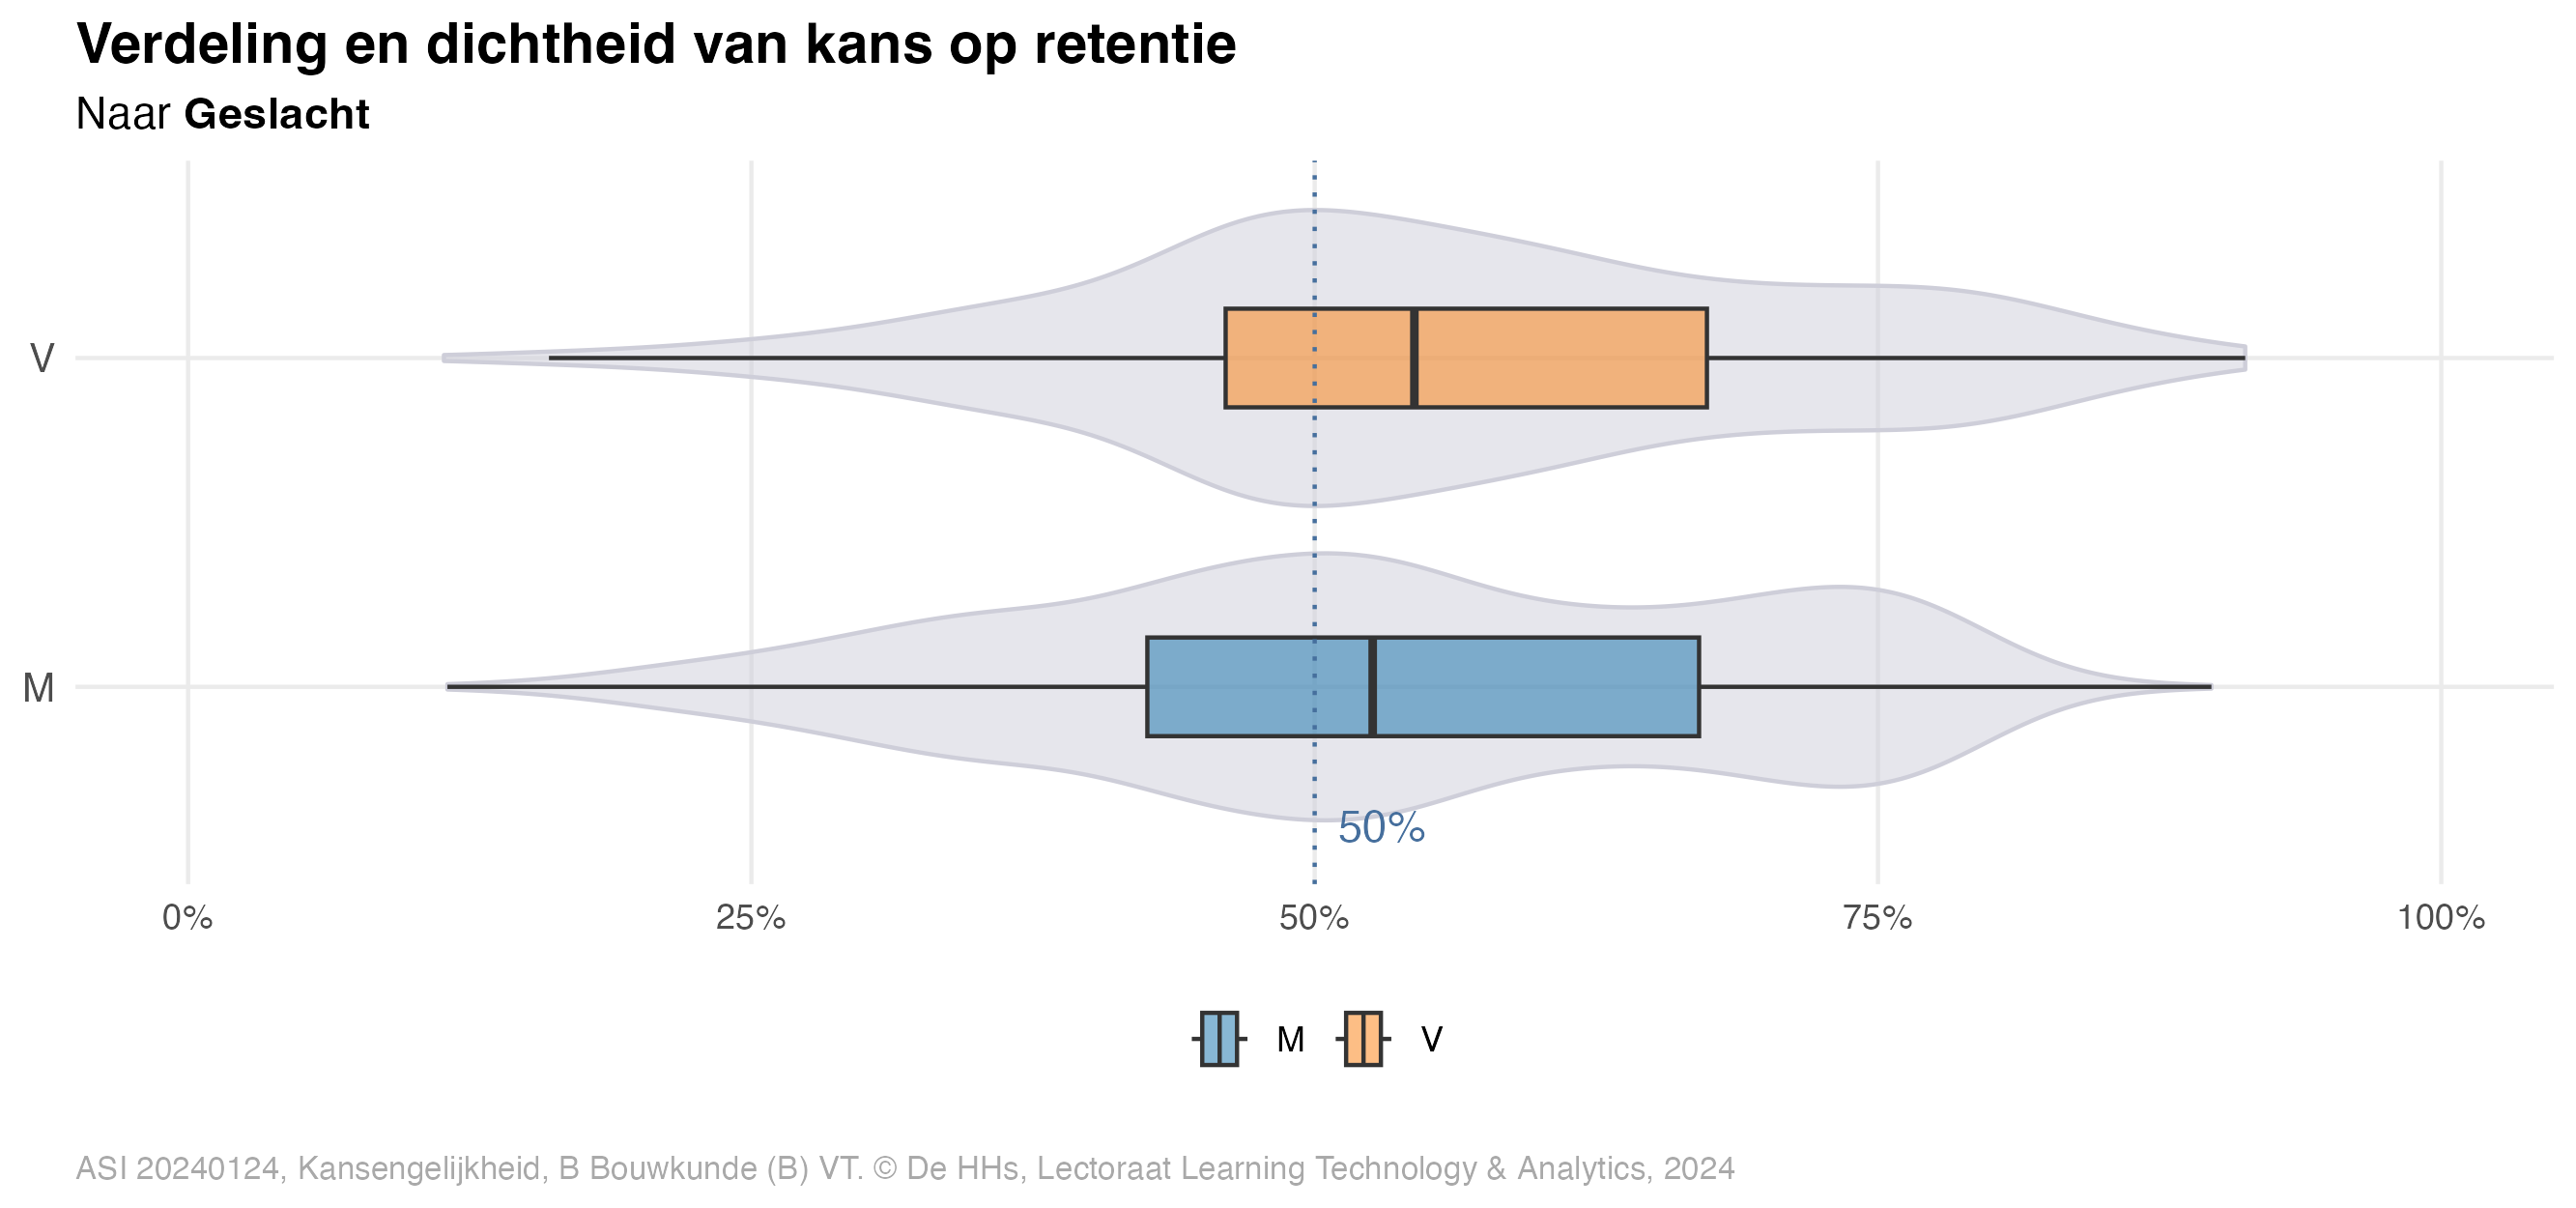 Verdeling en dichtheid van kans op retentie
Naar Geslacht
V
M
50%
0% 25% 50% 75% 100%
M V
ASI 20240124, Kansengelijkheid, B Bouwkunde (B) VT. © De HHs, Lectoraat Learning Technology & Analytics, 2024